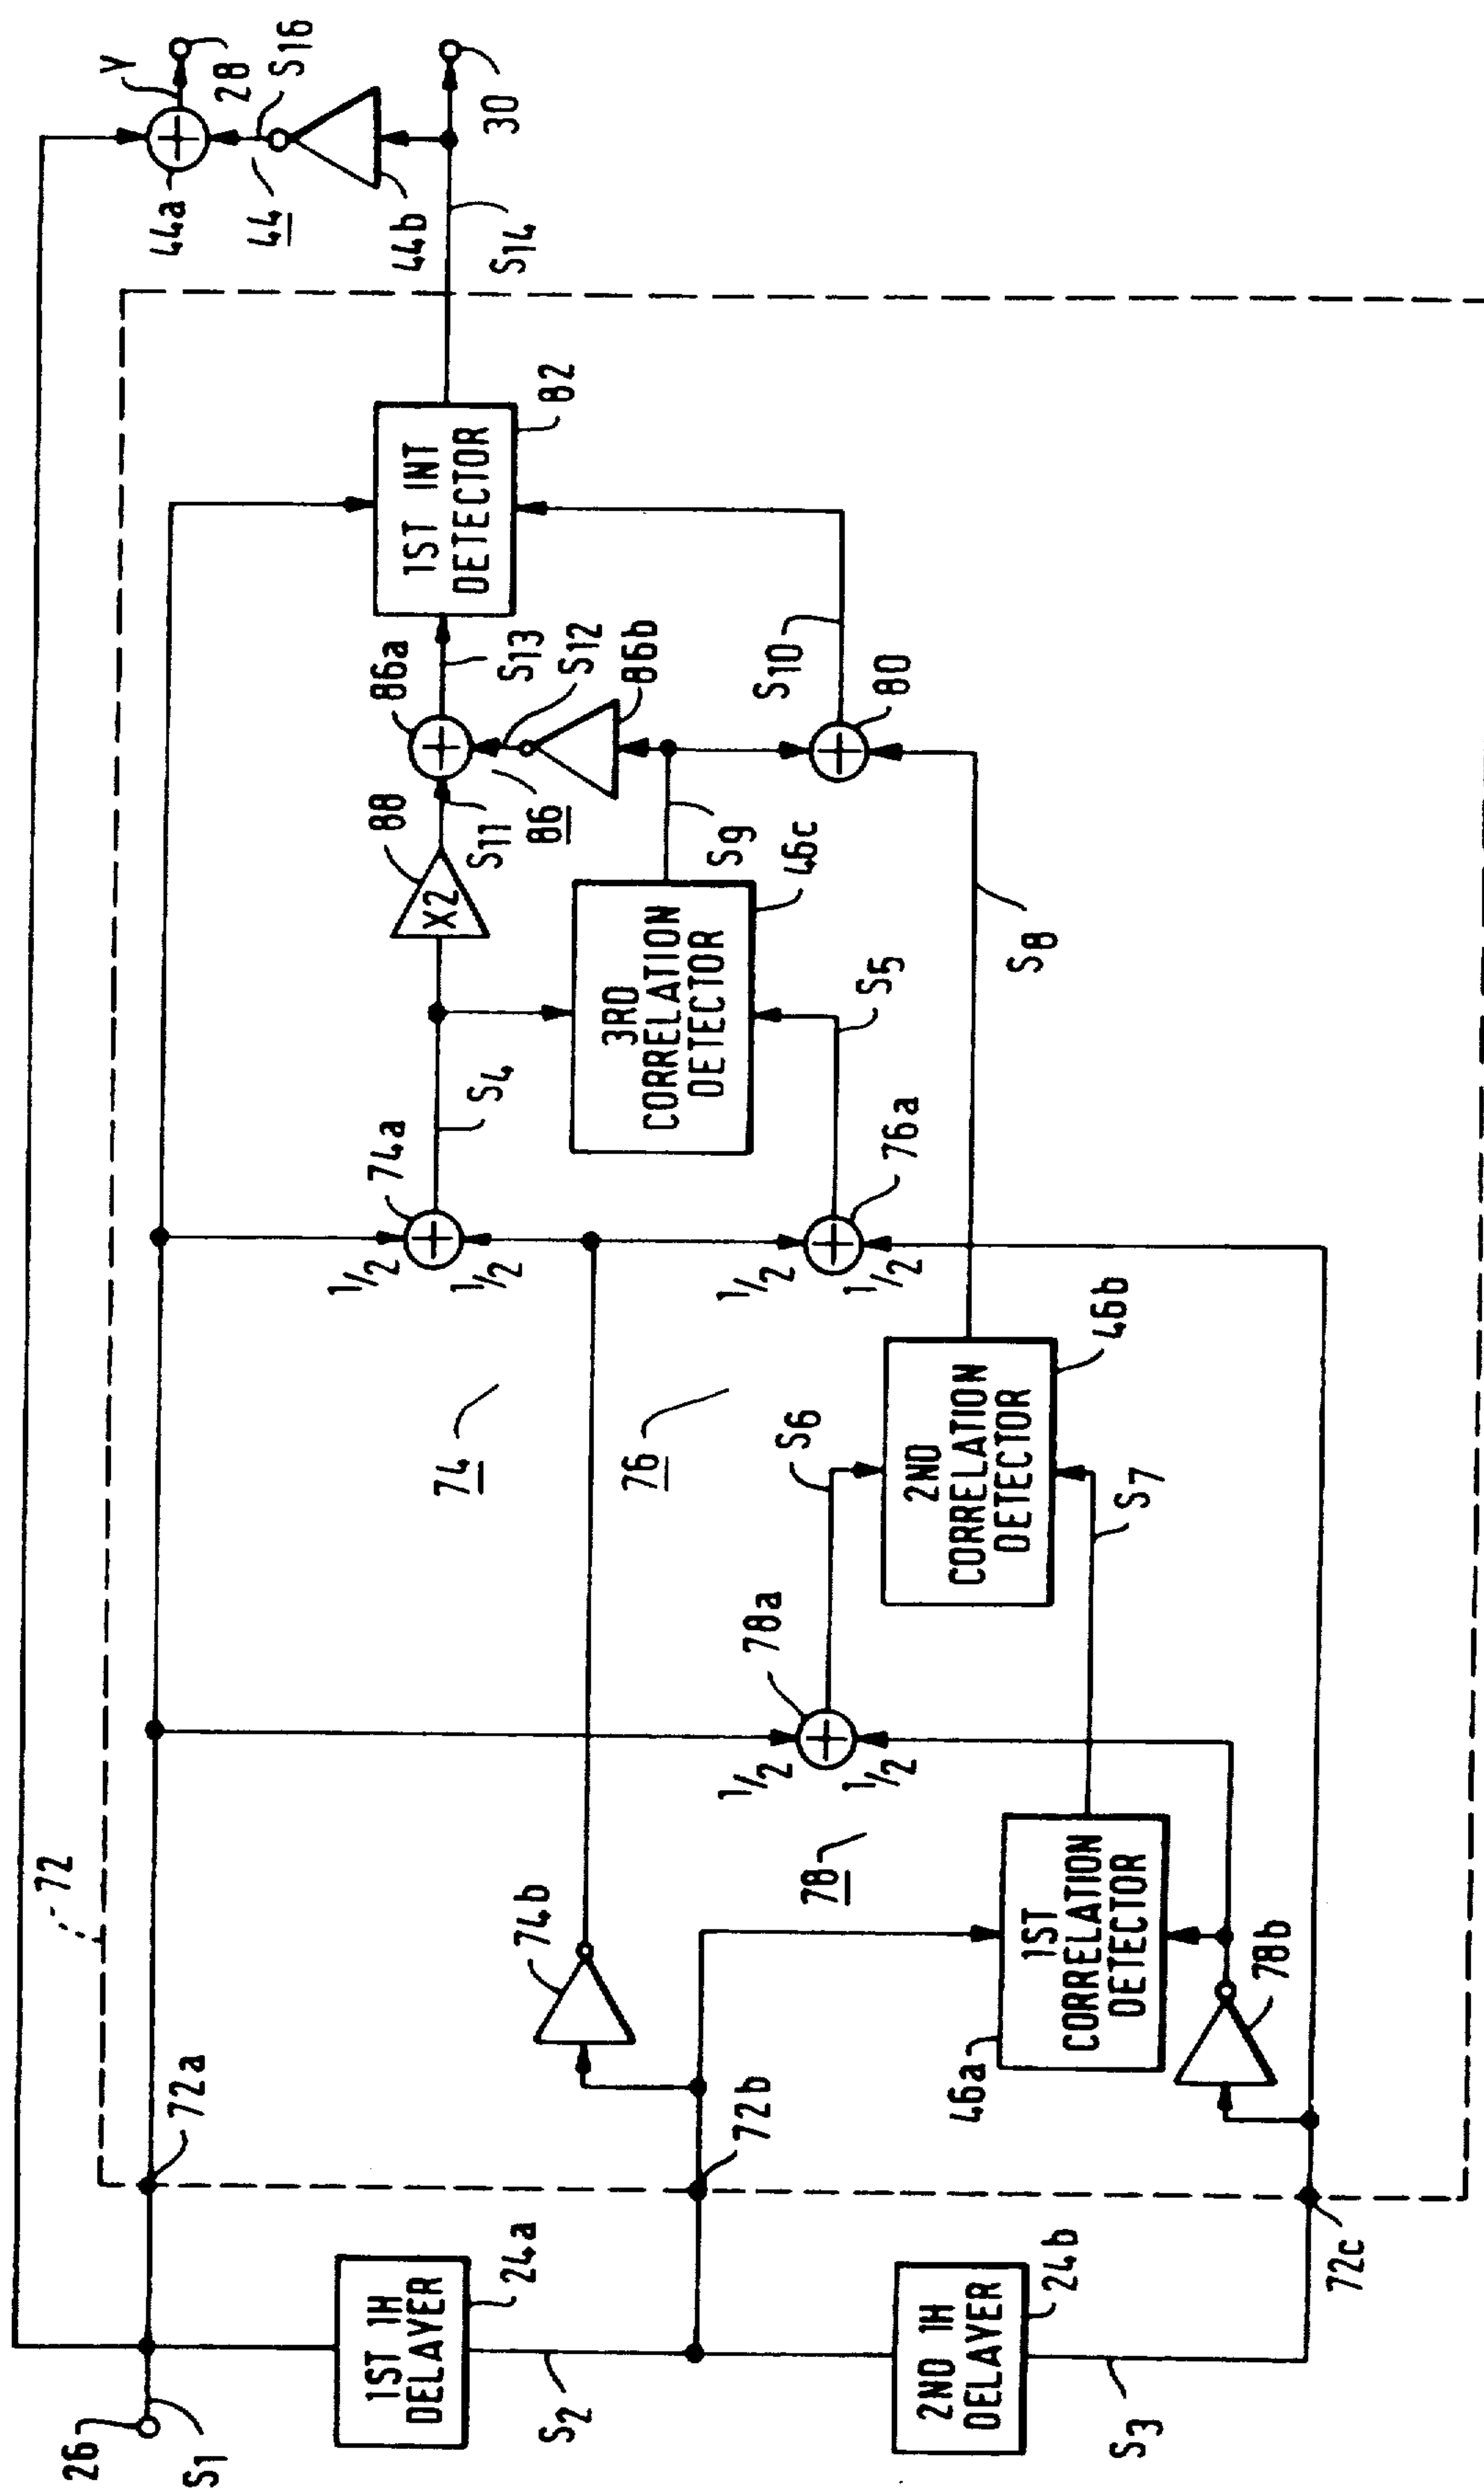 26
S1
1ST 1H
DELAYER
24a
S2
2ND 1H
DELAYER
24b
S3
72
72a
72b
72c
74b
46a
1ST
CORRELATION
DETECTOR
78b
78
1/2
78a
1/2
S6
S7
2ND
CORRELATION
DETECTOR
46b
74
76
1/2
74a
1/2
1/2
76a
1/2
S4
S5
3RD
CORRELATION
DETECTOR
46c
S8
X2
88
S11
86
S9
86a
S13
S12
86b
S10
80
1ST INT
DETECTOR
82
S14
44a
44
44b
Y
28
S16
30